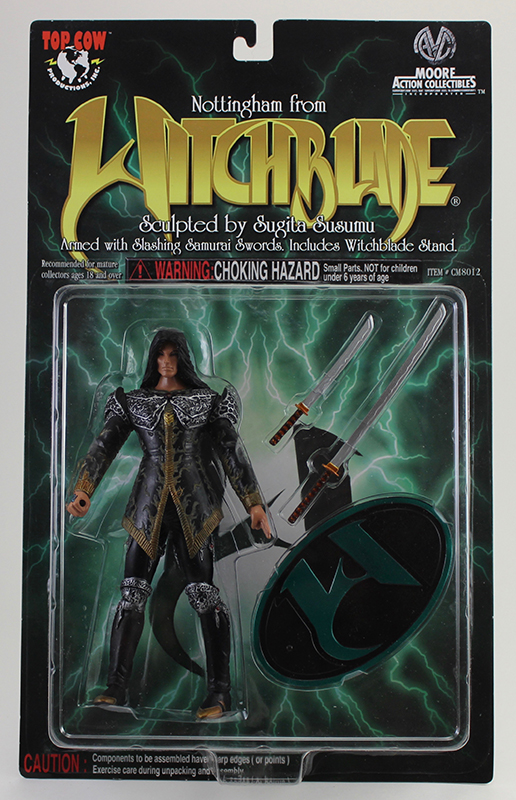 TOP COW
PRODUCTIONS, INC.
MAC
MOORE
ACTION COLLECTIBLES
INCORPORATED
TM
Nottingham from
WITCHBLADE®
Sculpted by Sugita Susumu
Armed with Slashing Samurai Swords. Includes Witchblade Stand.
Recommended for mature
collectors ages 18 and over
WARNING: CHOKING HAZARD
Small Parts. NOT for children
under 6 years of age
ITEM # CM8012
CAUTION
Components to be assembled have sharp edges ( or points )
Exercise care during unpacking and assembly.